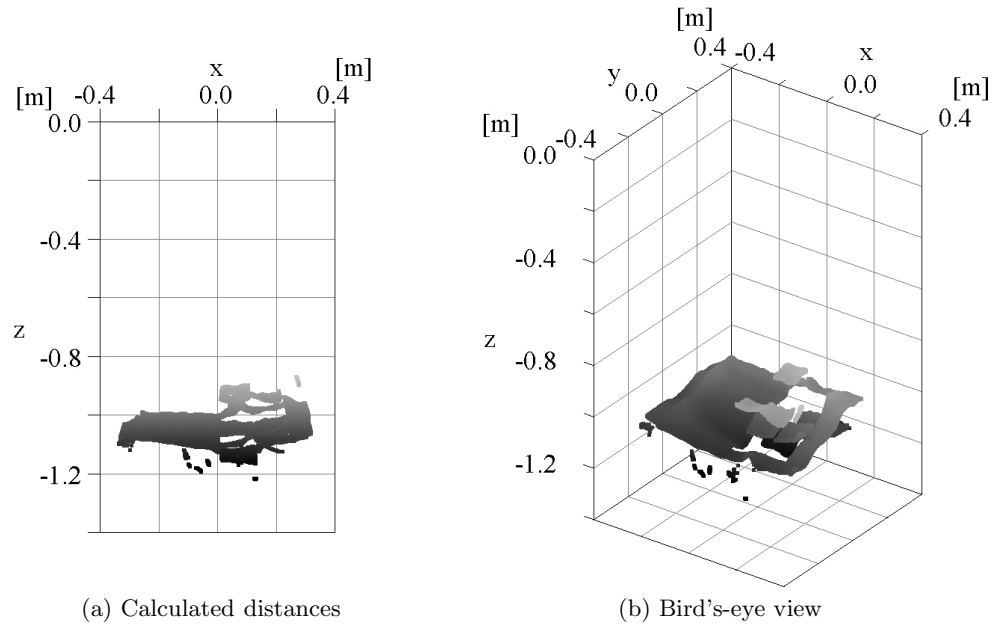 x
[m] -0.4 0.0 0.4 [m]
0.0
-0.4
z
-0.8
-1.2
(a) Calculated distances
[m]
0.4 -0.4 x
y 0.0 0.0 [m]
[m] -0.4 0.4
0.0
-0.4
z
-0.8
-1.2
(b) Bird's-eye view